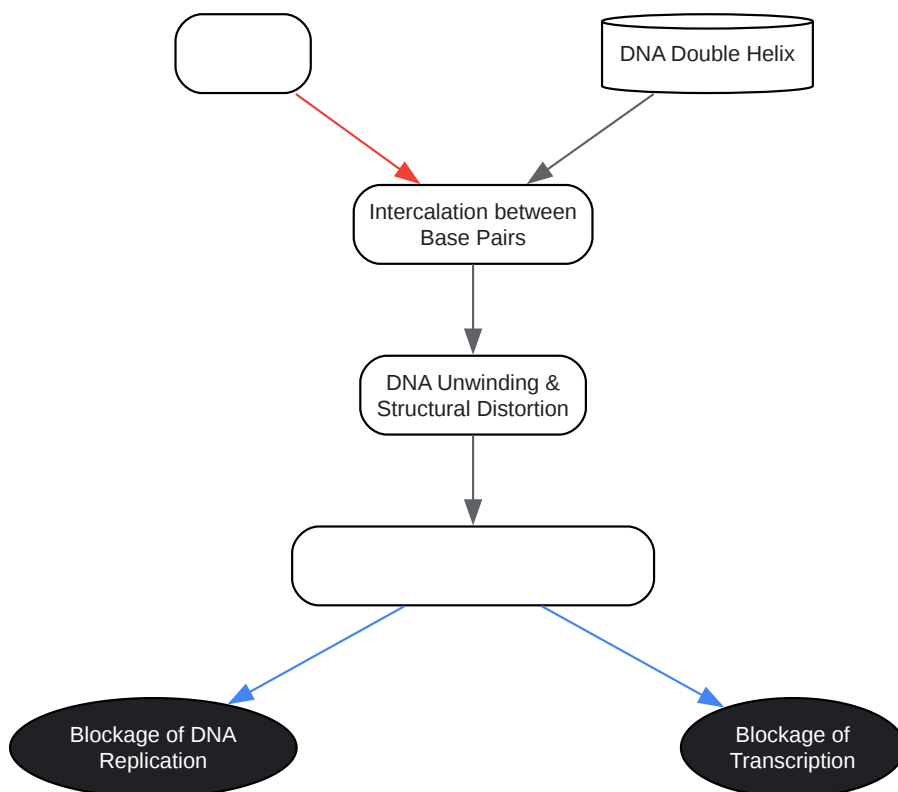 DNA Double Helix
Intercalation between
Base Pairs
DNA Unwinding &
Structural Distortion
Blockage of DNA
Replication
Blockage of
Transcription